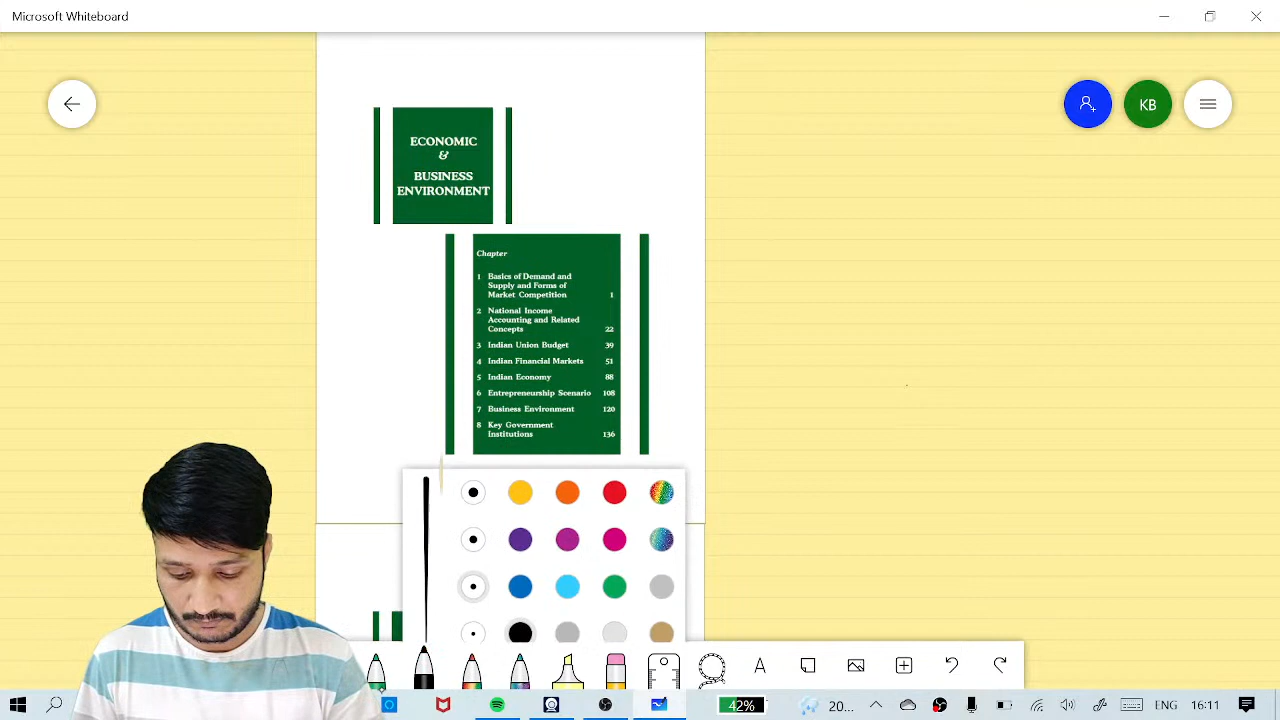 Microsoft Whiteboard
KB
ECONOMIC
&
BUSINESS
ENVIRONMENT
Chapter
1 Basics of Demand and
Supply and Forms of
Market Competition 1
2 National Income
Accounting and Related
Concepts 22
3 Indian Union Budget 39
4 Indian Financial Markets 51
5 Indian Economy 88
6 Entrepreneurship Scenario 108
7 Business Environment 120
8 Key Government
Institutions 136
A
42%
20°C
ENG